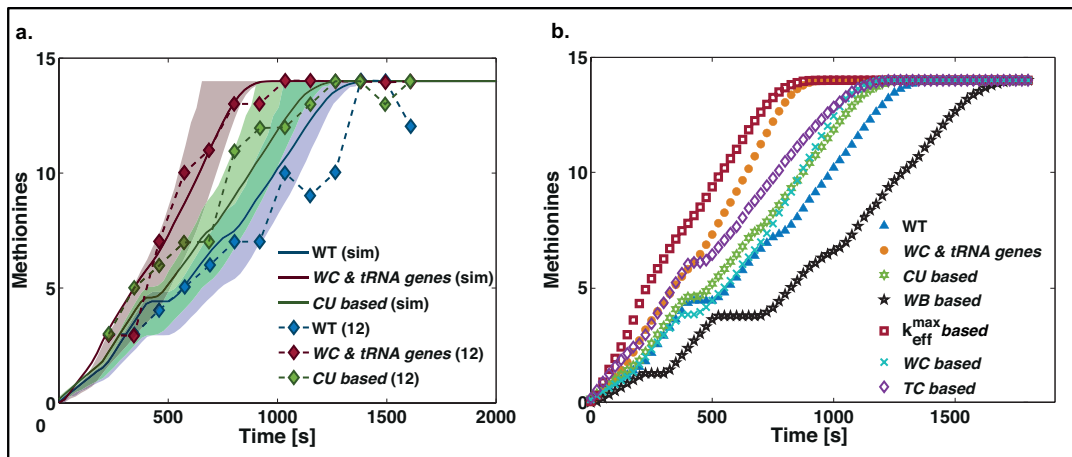 a.
15
10
5
0
Methionines
500
1000
1500
2000
Time [s]
WT (sim)
WC & tRNA genes (sim)
CU based (sim)
WT (12)
WC & tRNA genes (12)
CU based (12)
b.
15
10
5
0
Methionines
0
500
1000
1500
Time [s]
WT
WC & tRNA genes
CU based
WB based
k_eff^max based
WC based
TC based